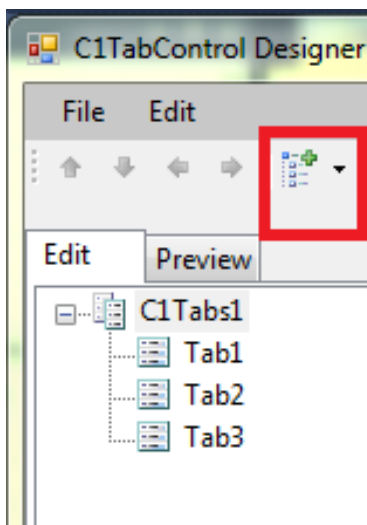 C1TabControl Designer
File Edit
Edit Preview
C1Tabs1
Tab1
Tab2
Tab3